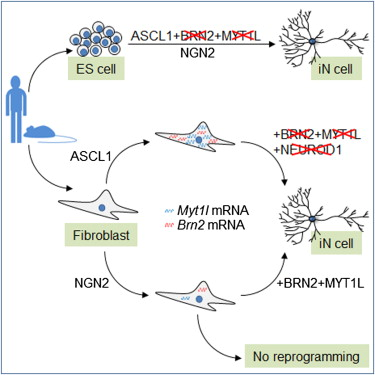 ASCL1+BRN2+MYT1L
NGN2
ES cell
iN cell
ASCL1
+BRN2+MYT1L
+NEUROD1
Myt1l mRNA
Brn2 mRNA
Fibroblast
iN cell
NGN2
+BRN2+MYT1L
No reprogramming